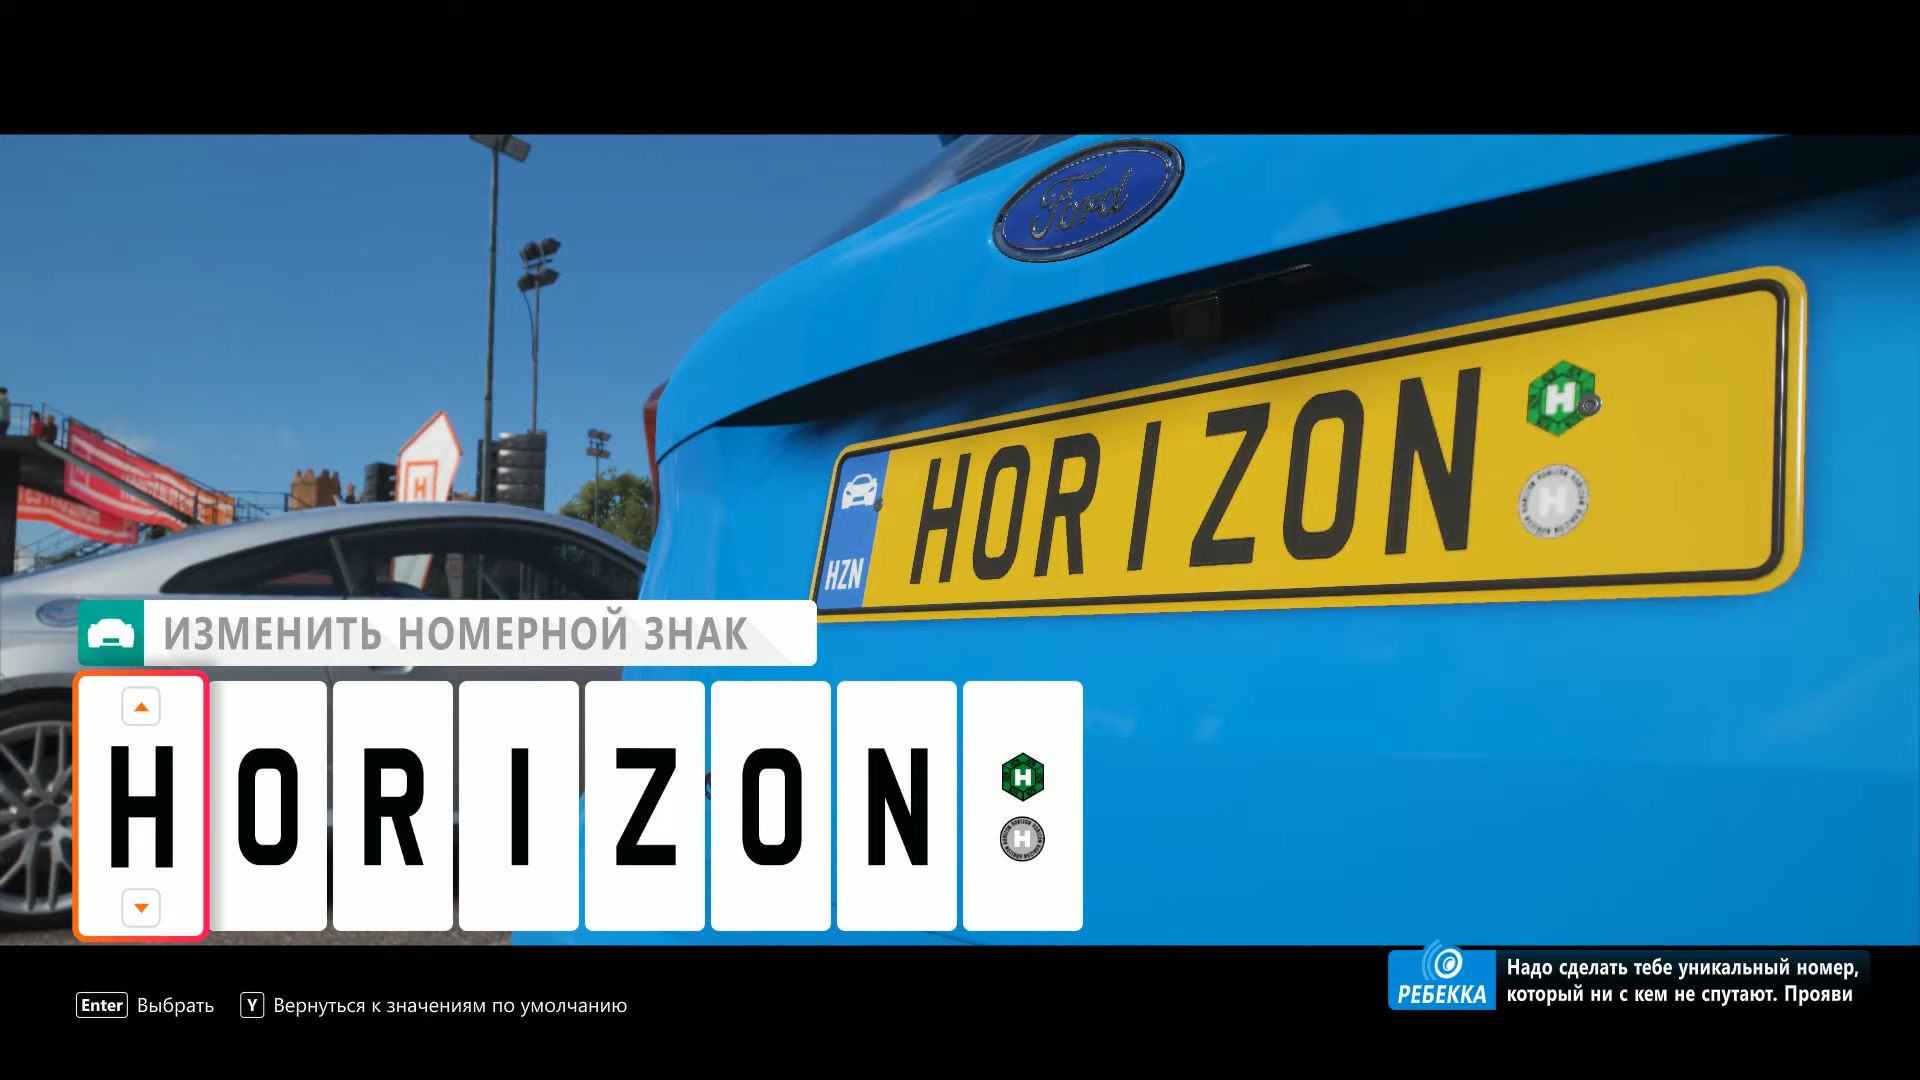 Ford
HORIZON
HZN
ИЗМЕНИТЬ НОМЕРНОЙ ЗНАК
HORIZON
Enter Выбрать Y Вернуться к значениям по умолчанию
РЕБЕККА
Надо сделать тебе уникальный номер,
который ни с кем не спутают. Прояви